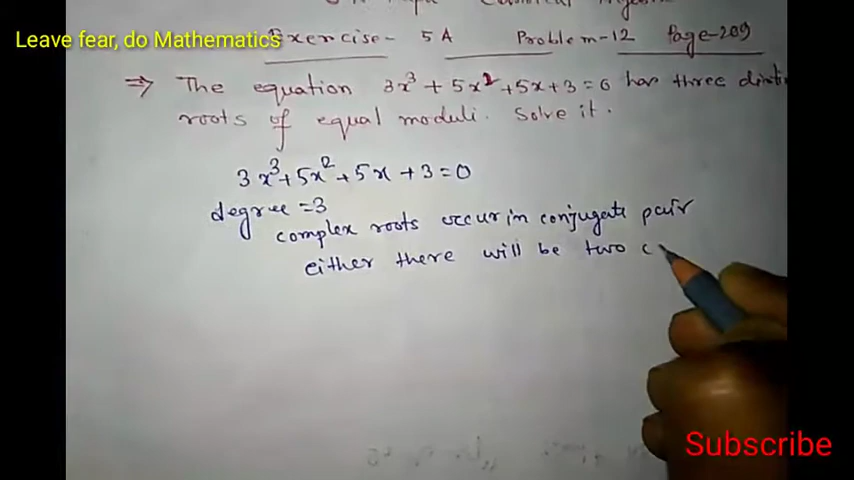 Leave fear, do Mathematics
Exercise- 5A Problem-12 Page-209
⇒ The equation 3x³ + 5x² + 5x + 3 = 0 has three
roots of equal moduli. Solve it.
3x³ + 5x² + 5x + 3 = 0
degree = 3
complex roots occur in conjugate pair
either there will be two c
Subscribe